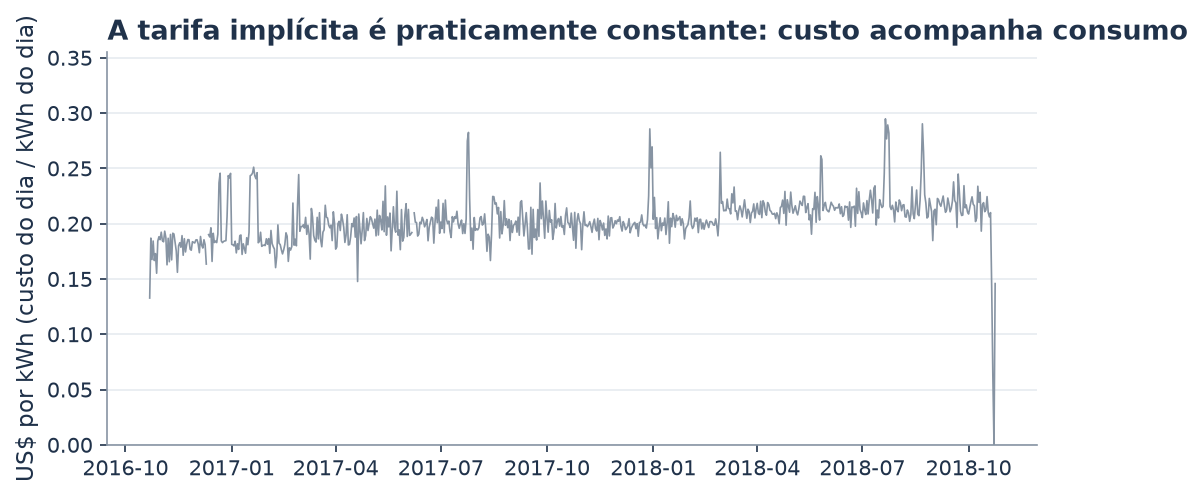 A tarifa implícita é praticamente constante: custo acompanha consumo
US$ por kWh (custo do dia / kWh do dia)
0.35
0.30
0.25
0.20
0.15
0.10
0.05
0.00
2016-10 2017-01 2017-04 2017-07 2017-10 2018-01 2018-04 2018-07 2018-10